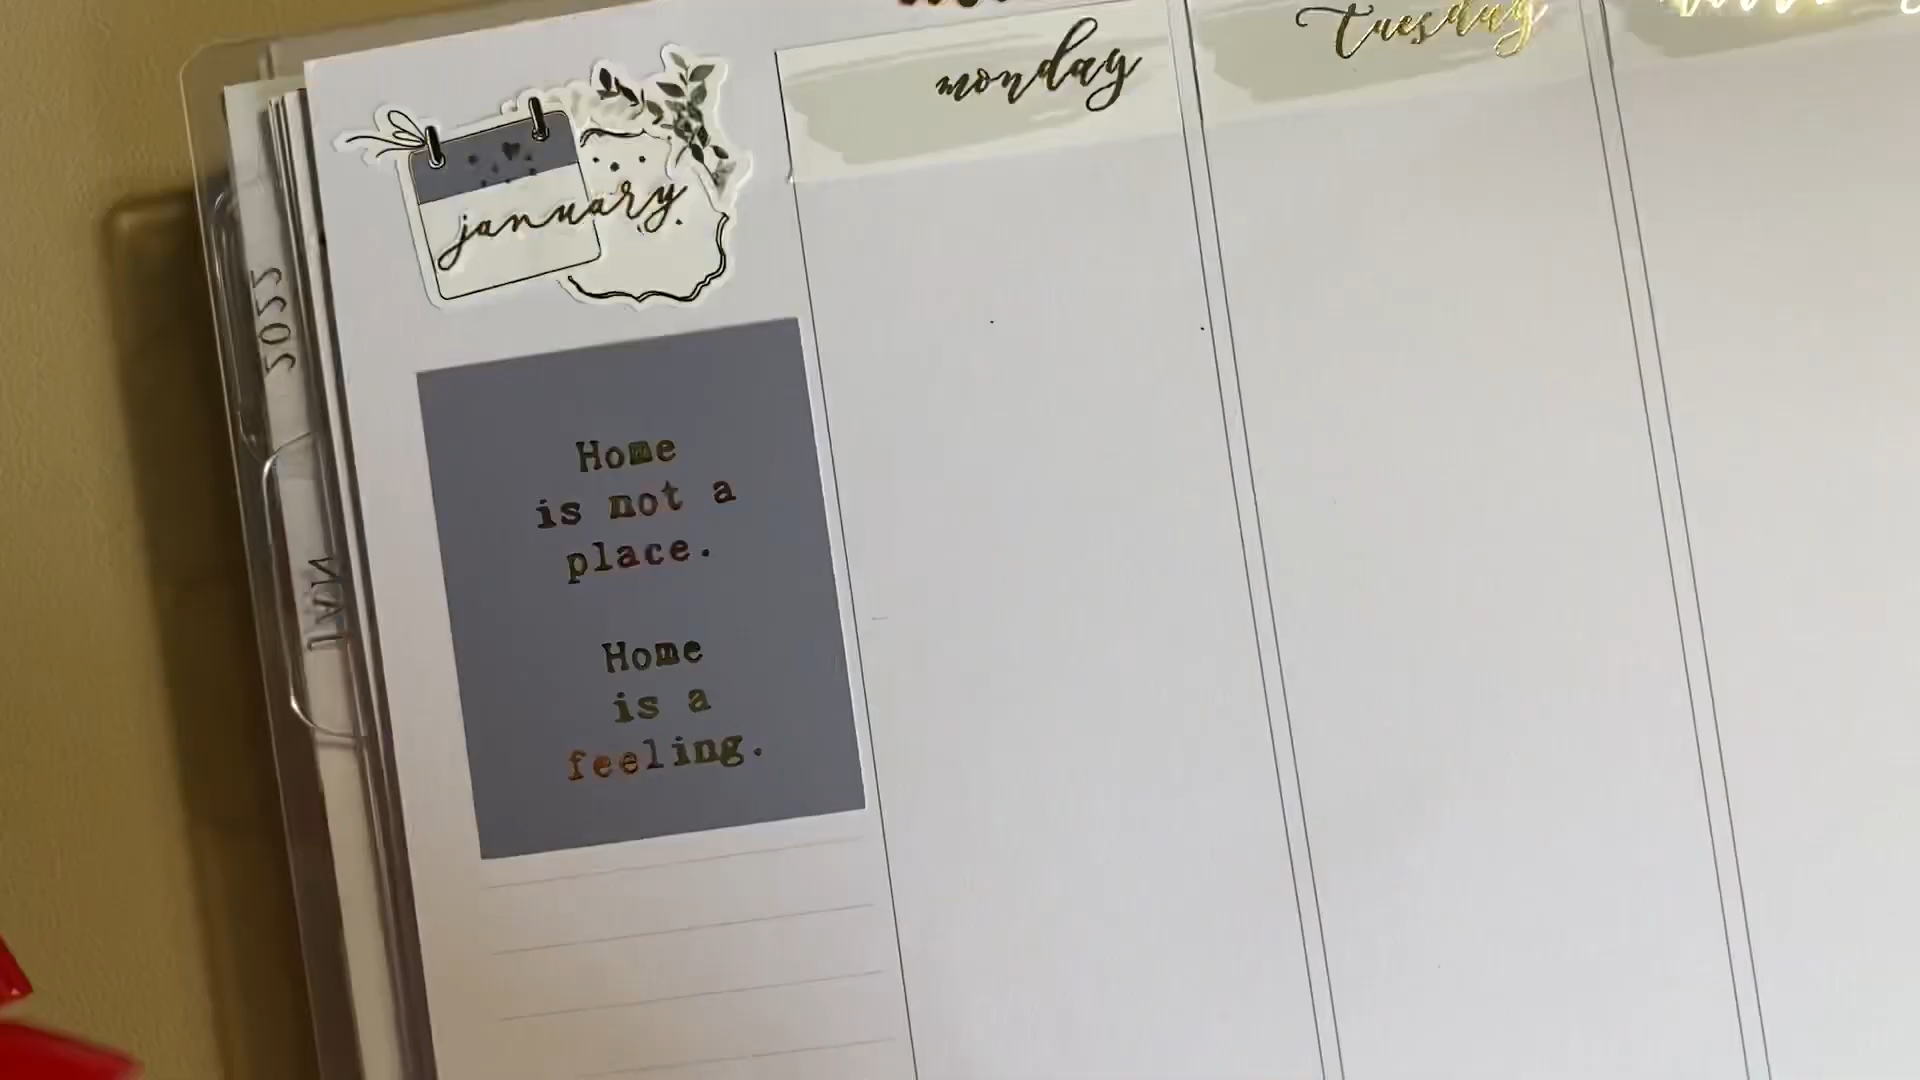 monday
tuesday
january
Home
is not a
place.
Home
is a
feeling.
2022
JAN